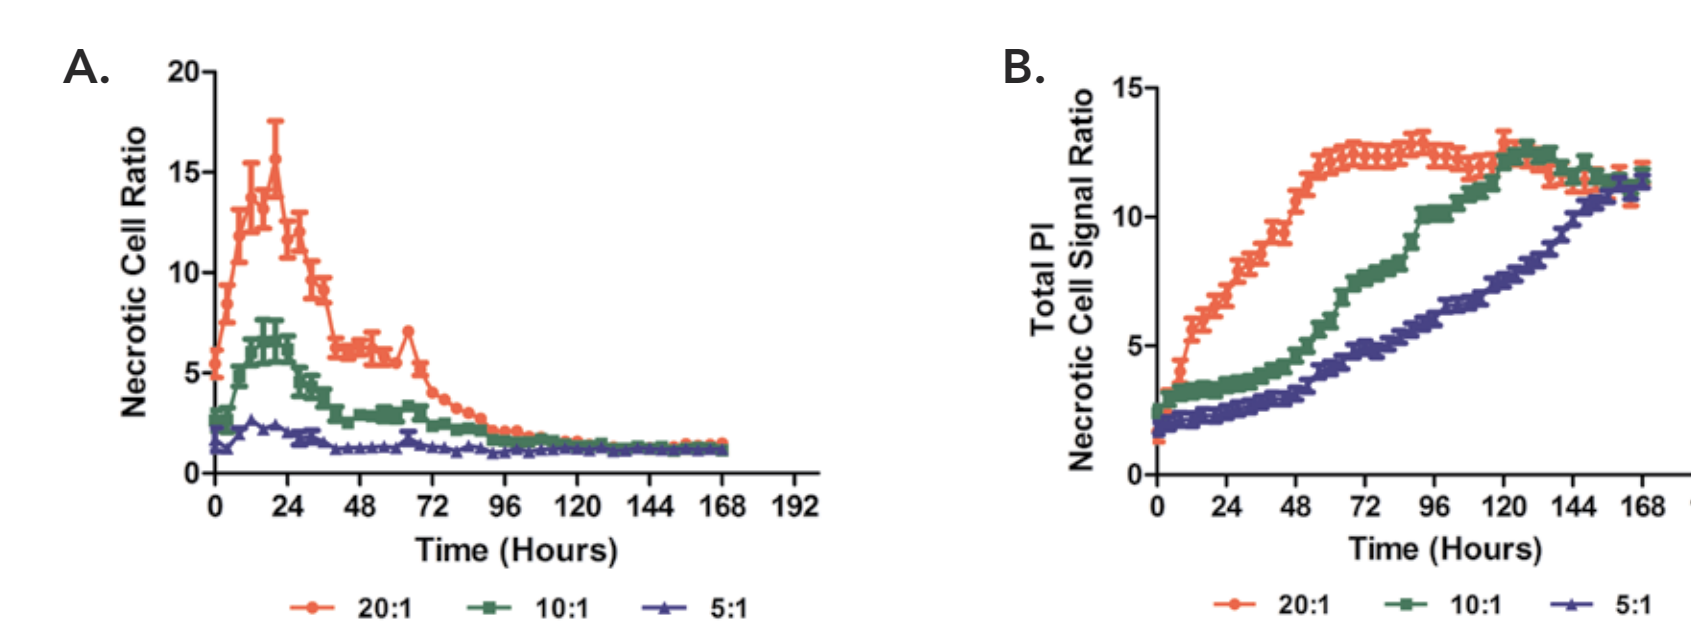 A.
Necrotic Cell Ratio
20
15
10
5
0
0 24 48 72 96 120 144 168 192
Time (Hours)
20:1 10:1 5:1
B.
Total PI
Necrotic Cell Signal Ratio
15
10
5
0
0 24 48 72 96 120 144 168
Time (Hours)
20:1 10:1 5:1